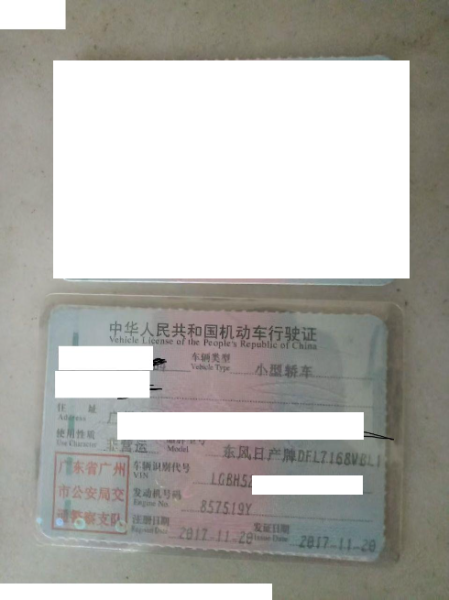 中华人民共和国机动车行驶证
Vehicle License of the People's Republic of China
车辆类型 小型轿车
Vehicle Type
住 址 广
Address
使用性质 非营运
Use Character Model 东风日产牌DFL7168VBL1
广东省广州 车辆识别代号
VIN LGBH52
市公安局交 发动机号码
Engine No. 857519Y
动警察支队 注册日期 发证日期
Register Date 2017-11-20 Issue Date 2017-11-20